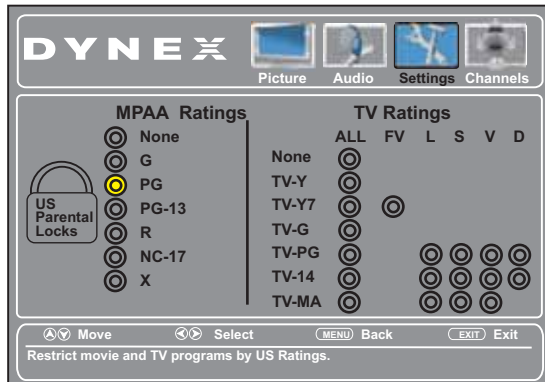 DYNEX
Picture Audio Settings Channels
MPAA Ratings
None
G
PG
PG-13
R
NC-17
X
US
Parental
Locks
TV Ratings
ALL FV L S V D
None
TV-Y
TV-Y7
TV-G
TV-PG
TV-14
TV-MA
Move Select MENU Back EXIT Exit
Restrict movie and TV programs by US Ratings.